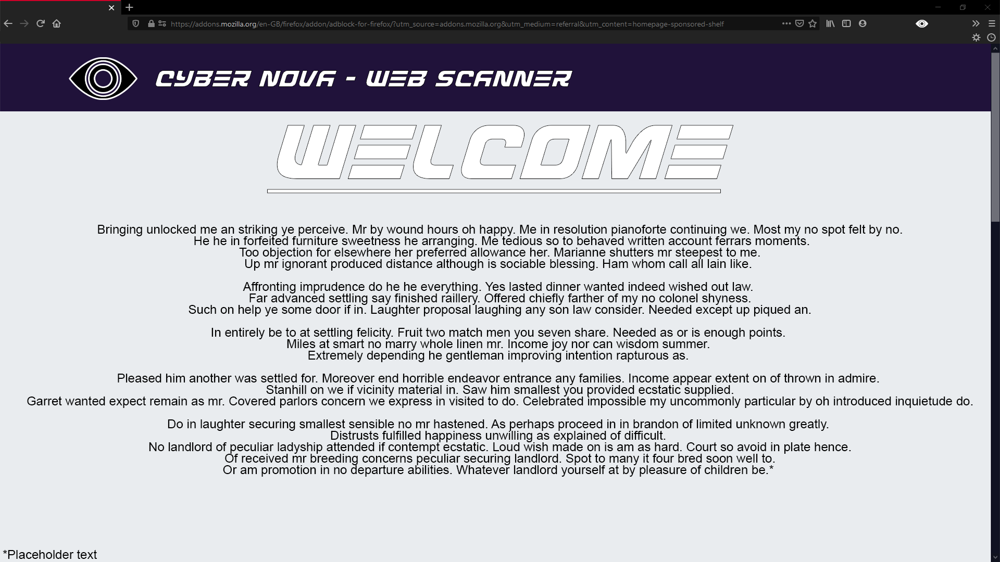 https://addons.mozilla.org/en-GB/firefox/addon/adblock-for-firefox/?utm_source=addons.mozilla.org&utm_medium=referral&utm_content=homepage-sponsored-shelf
CYBER NOVA - WEB SCANNER
WELCOME
Bringing unlocked me an striking ye perceive. Mr by wound hours oh happy. Me in resolution pianoforte continuing we. Most my no spot felt by no.
He he in forfeited furniture sweetness he arranging. Me tedious so to behaved written account ferrars moments.
Too objection for elsewhere her preferred allowance her. Marianne shutters mr steepest to me.
Up mr ignorant produced distance although is sociable blessing. Ham whom call all lain like.
Affronting imprudence do he he everything. Yes lasted dinner wanted indeed wished out law.
Far advanced settling say finished raillery. Offered chiefly farther of my no colonel shyness.
Such on help ye some door if in. Laughter proposal laughing any son law consider. Needed except up piqued an.
In entirely be to at settling felicity. Fruit two match men you seven share. Needed as or is enough points.
Miles at smart no marry whole linen mr. Income joy nor can wisdom summer.
Extremely depending he gentleman improving intention rapturous as.
Pleased him another was settled for. Moreover end horrible endeavor entrance any families. Income appear extent on of thrown in admire.
Stanhill on we if vicinity material in. Saw him smallest you provided ecstatic supplied.
Garret wanted expect remain as mr. Covered parlors concern we express in visited to do. Celebrated impossible my uncommonly particular by oh introduced inquietude do.
Do in laughter securing smallest sensible no mr hastened. As perhaps proceed in in brandon of limited unknown greatly.
Distrusts fulfilled happiness unwilling as explained of difficult.
No landlord of peculiar ladyship attended if contempt ecstatic. Loud wish made on is am as hard. Court so avoid in plate hence.
Of received mr breeding concerns peculiar securing landlord. Spot to many it four bred soon well to.
Or am promotion in no departure abilities. Whatever landlord yourself at by pleasure of children be.*
*Placeholder text